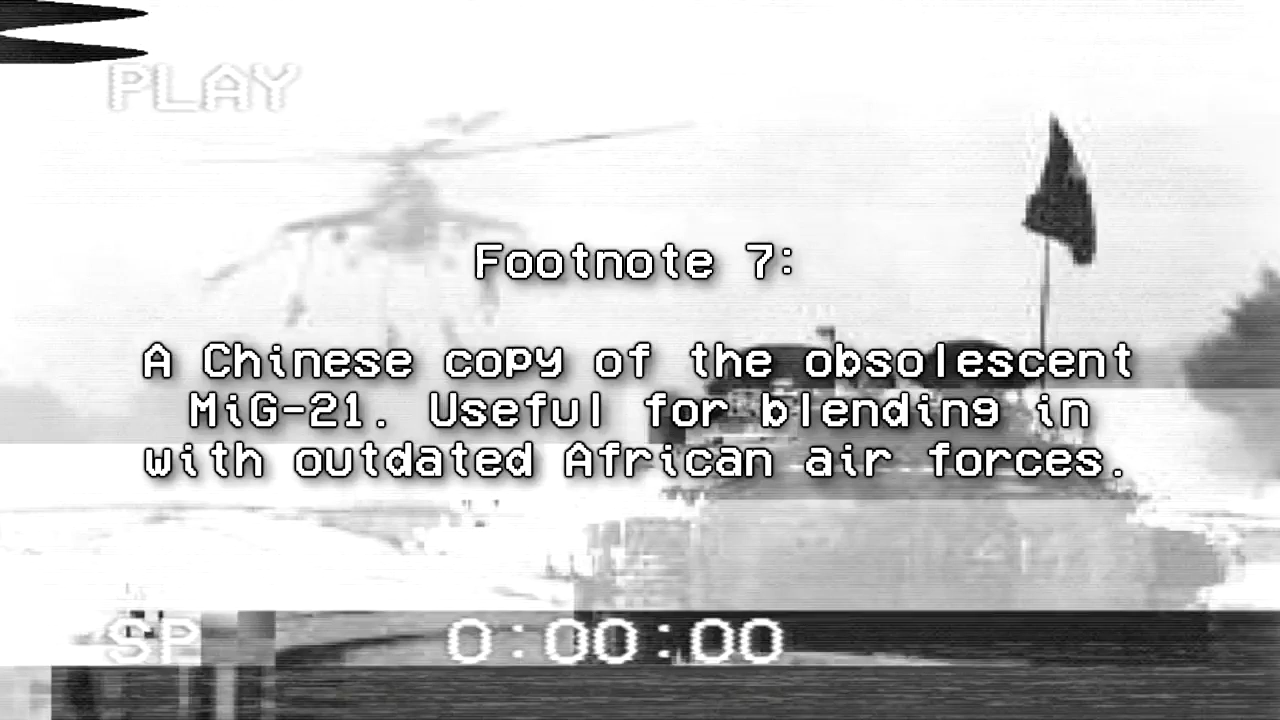 PLAY
Footnote 7:
A Chinese copy of the obsolescent
MiG-21. Useful for blending in
with outdated African air forces.
SP 0:00:00